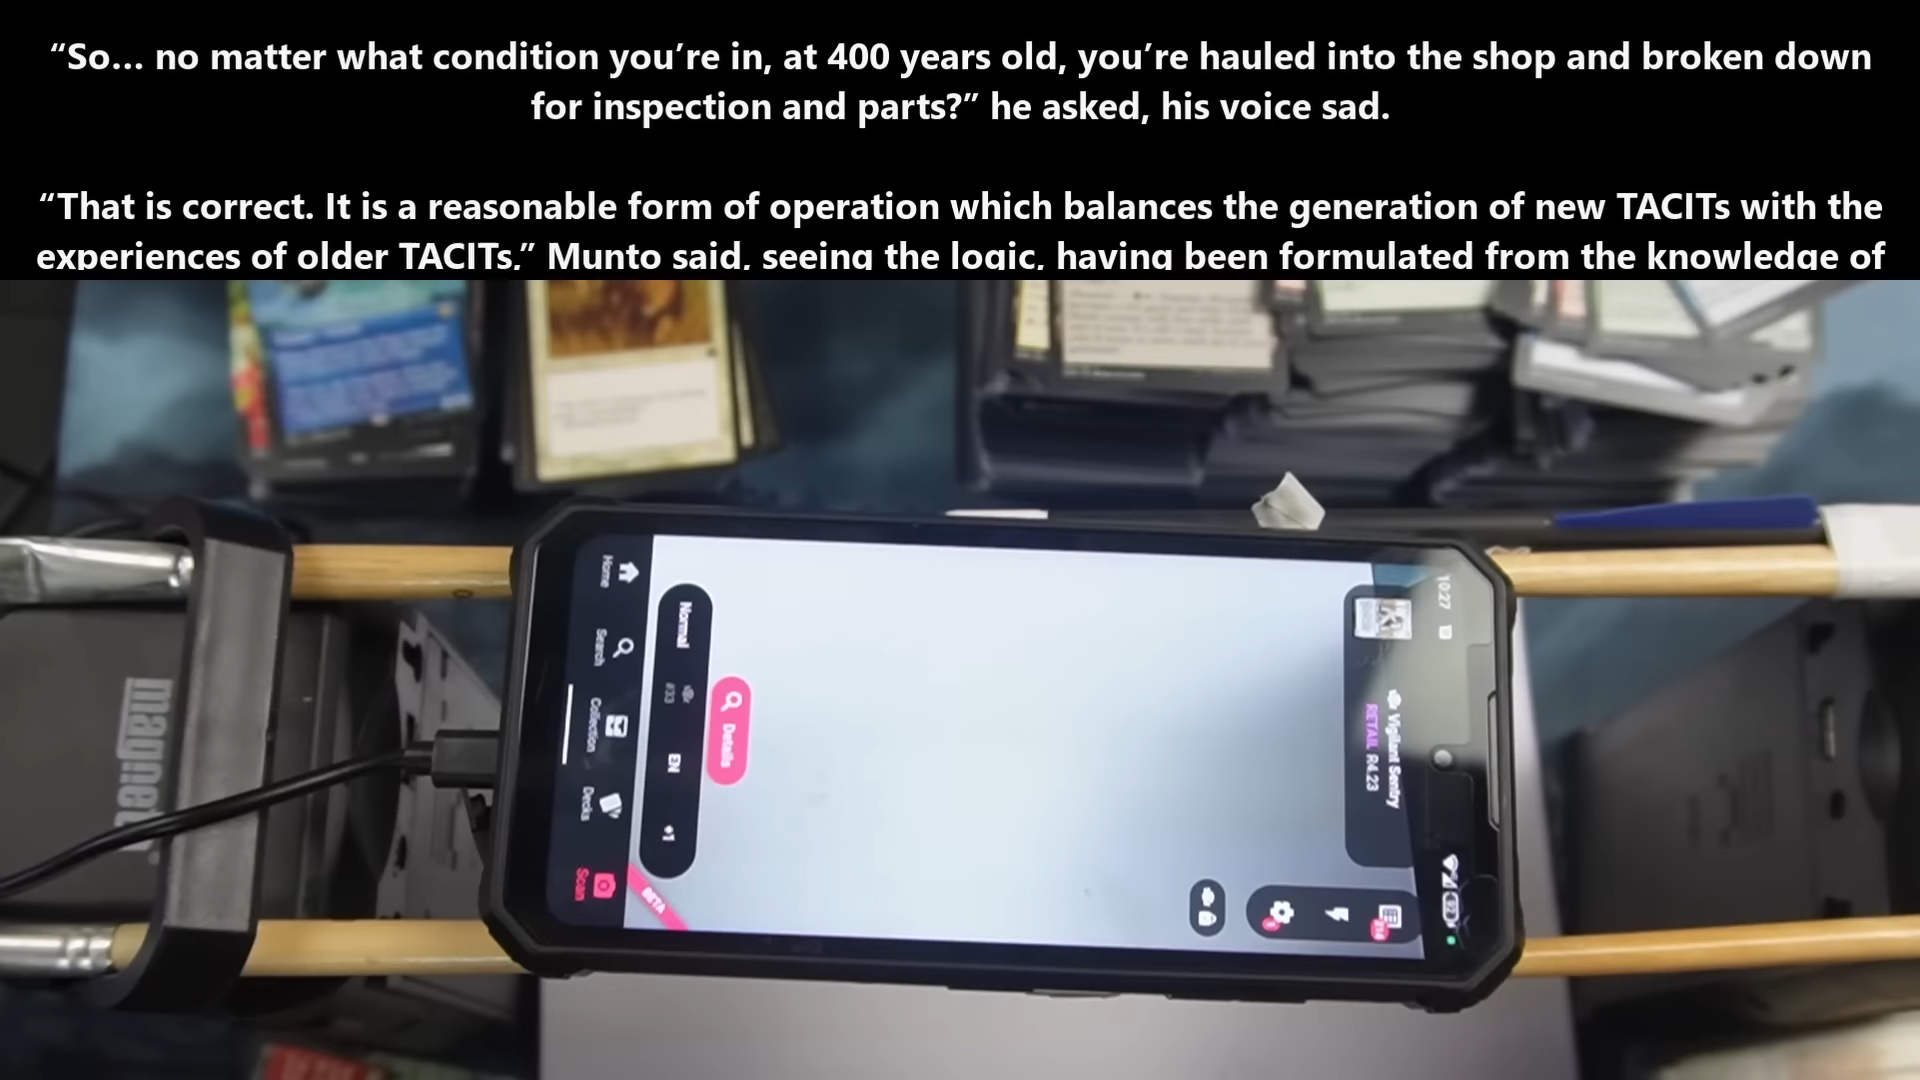 “So... no matter what condition you’re in, at 400 years old, you’re hauled into the shop and broken down
for inspection and parts?” he asked, his voice sad.
“That is correct. It is a reasonable form of operation which balances the generation of new TACITs with the
experiences of older TACITs,” Munto said, seeing the logic, having been formulated from the knowledge of
10:27
Vigilant Sentry
RETAIL R4.23
Details
Normal
#33
EN
+1
BETA
Home
Search
Collection
Decks
Scan
magnet